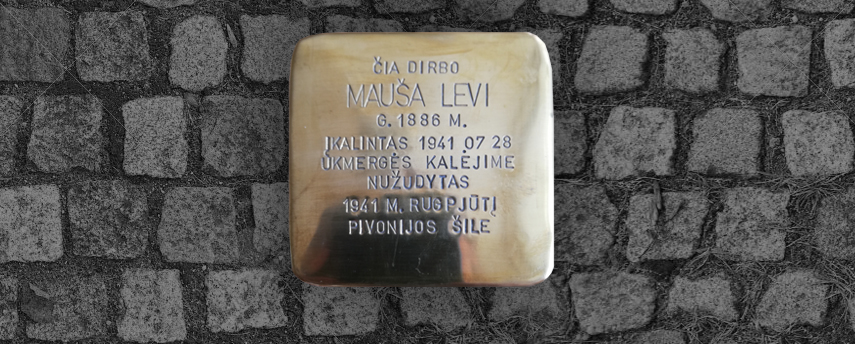 ČIA DIRBO
MAUŠA LEVI
G. 1886 M.
ĮKALINTAS 1941 07 28
UKMERGĖS KALĖJIME
NUŽUDYTAS
1941 M. RUGPJŪTĮ
PIVONIJOS ŠILE